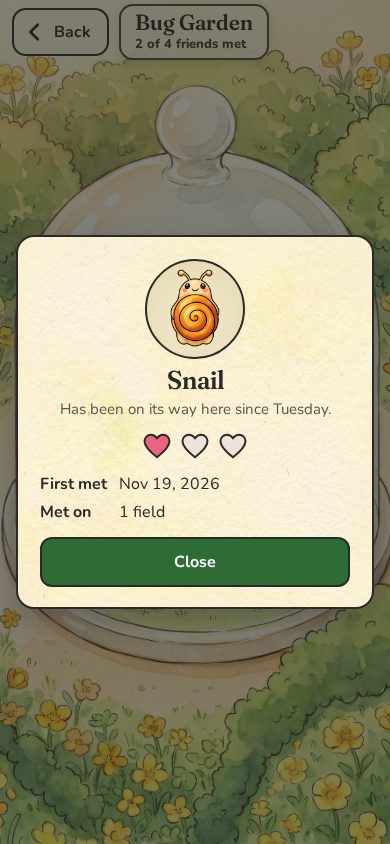 Back
Bug Garden
2 of 4 friends met
Snail
Has been on its way here since Tuesday.
First met Nov 19, 2026
Met on 1 field
Close